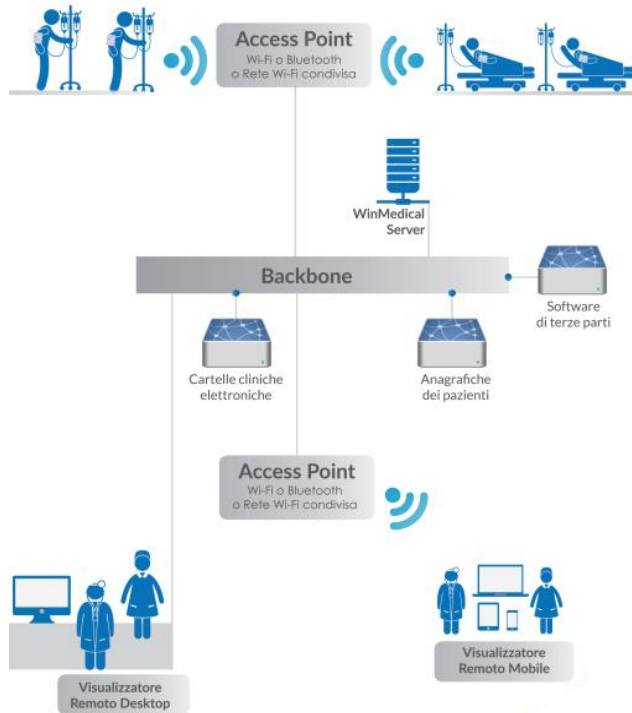 Access Point
Wi-Fi o Bluetooth
o Rete Wi-Fi condivisa
WinMedical
Server
Backbone
Software
di terze parti
Cartelle cliniche
elettroniche
Anagrafiche
dei pazienti
Access Point
Wi-Fi o Bluetooth
o Rete Wi-Fi condivisa
Visualizzatore
Remoto Desktop
Visualizzatore
Remoto Mobile